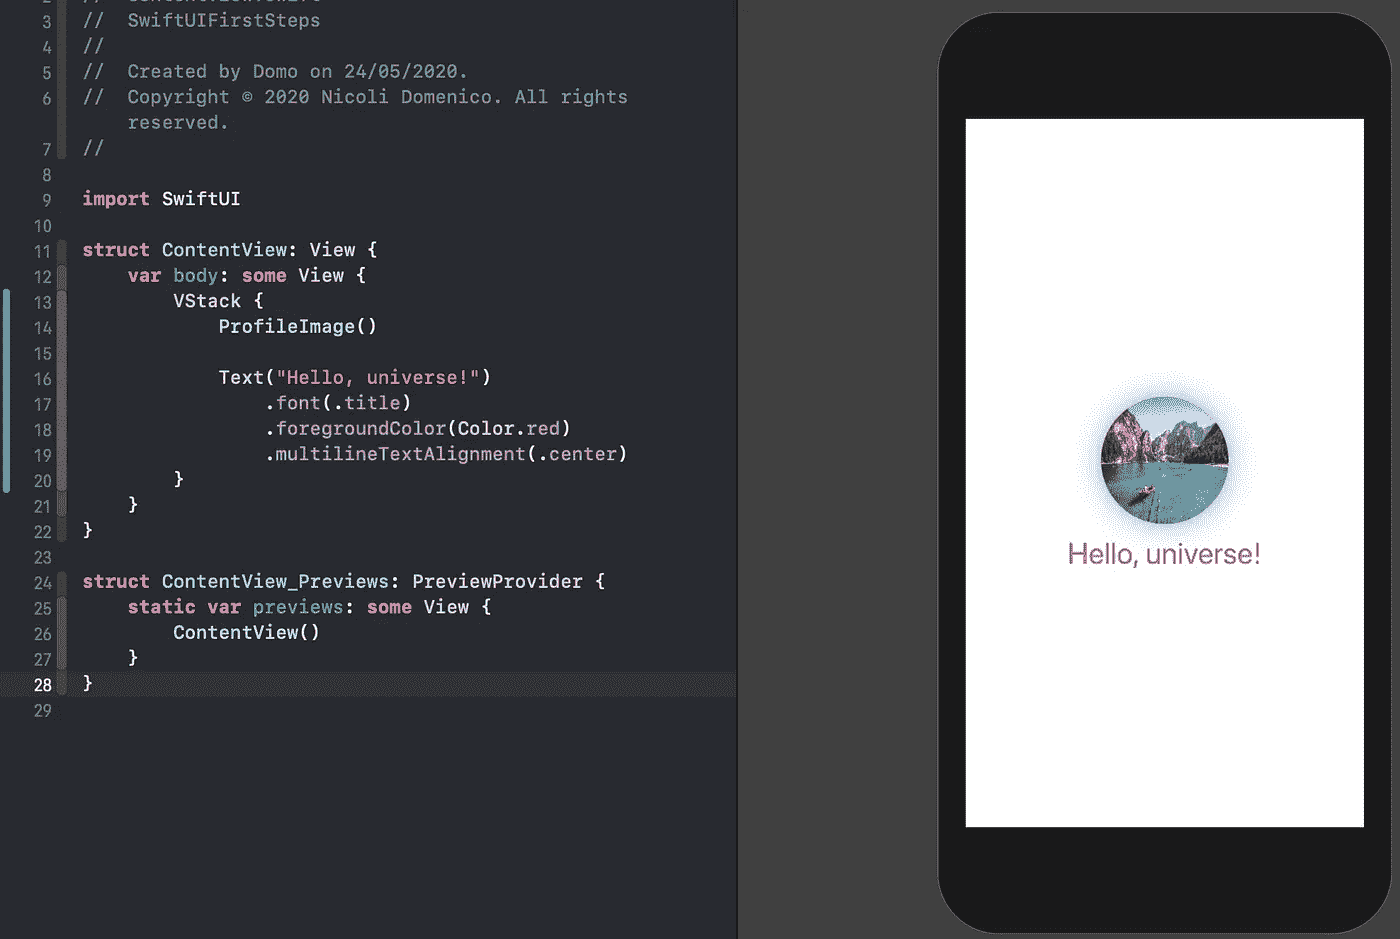 3 // SwiftUIFirstSteps
4 //
5 // Created by Domo on 24/05/2020.
6 // Copyright © 2020 Nicoli Domenico. All rights
reserved.
7 //
8
9 import SwiftUI
10
11 struct ContentView: View {
12 var body: some View {
13 VStack {
14 ProfileImage()
15
16 Text("Hello, universe!")
17 .font(.title)
18 .foregroundColor(Color.red)
19 .multilineTextAlignment(.center)
20 }
21 }
22 }
23
24 struct ContentView_Previews: PreviewProvider {
25 static var previews: some View {
26 ContentView()
27 }
28 }
29
Hello, universe!